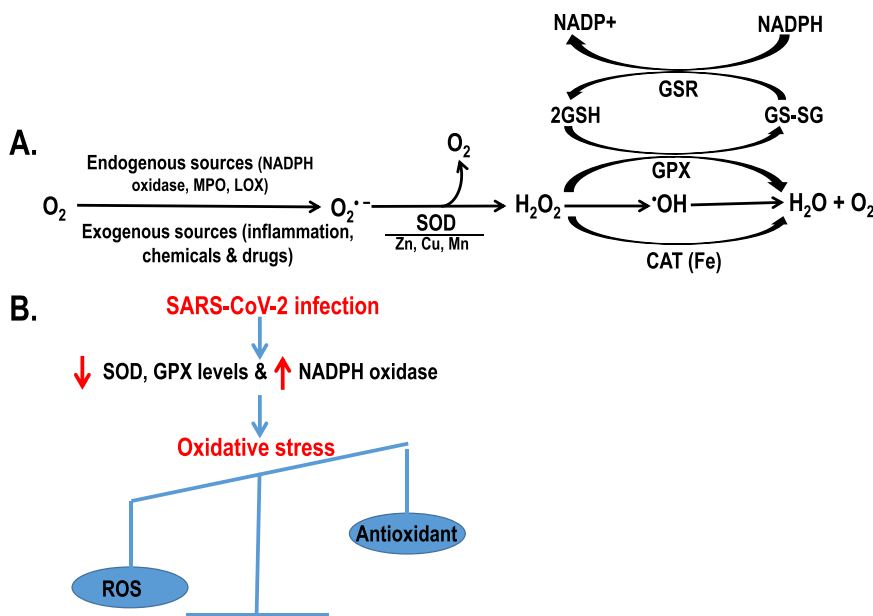 NADP+ NADPH
GSR
2GSH GS-SG
A.
Endogenous sources (NADPH
oxidase, MPO, LOX)
O₂
GPX
O₂ O₂•− H₂O₂ •OH H₂O + O₂
SOD
Zn, Cu, Mn
Exogenous sources (inflammation,
chemicals & drugs)
CAT (Fe)
B.
SARS-CoV-2 infection
↓ SOD, GPX levels & ↑ NADPH oxidase
Oxidative stress
Antioxidant
ROS